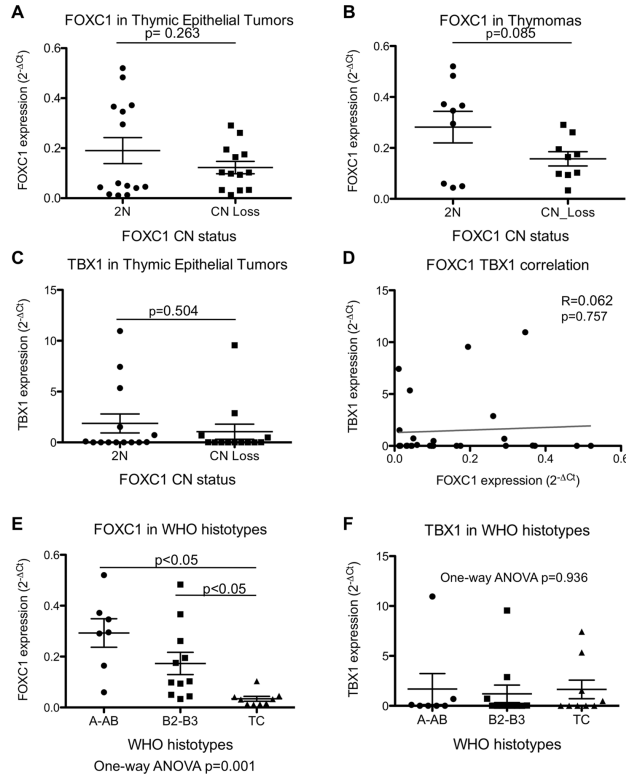 A
FOXC1 in Thymic Epithelial Tumors
p= 0.263
FOXC1 expression (2-ΔCt)
0.6
0.4
0.2
0.0
2N
CN Loss
FOXC1 CN status
B
FOXC1 in Thymomas
p=0.085
FOXC1 expression (2-ΔCt)
0.6
0.4
0.2
0.0
2N
CN_Loss
FOXC1 CN status
C
TBX1 in Thymic Epithelial Tumors
p=0.504
TBX1 expression (2-ΔCt)
15
10
5
0
2N
CN Loss
FOXC1 CN status
D
FOXC1 TBX1 correlation
R=0.062
p=0.757
TBX1 expression (2-ΔCt)
15
10
5
0
0.0
0.2
0.4
0.6
FOXC1 expression (2-ΔCt)
E
FOXC1 in WHO histotypes
p<0.05
p<0.05
FOXC1 expression (2-ΔCt)
0.6
0.4
0.2
0.0
A-AB
B2-B3
TC
WHO histotypes
One-way ANOVA p=0.001
F
TBX1 in WHO histotypes
One-way ANOVA p=0.936
TBX1 expression (2-ΔCt)
15
10
5
0
A-AB
B2-B3
TC
WHO histotypes